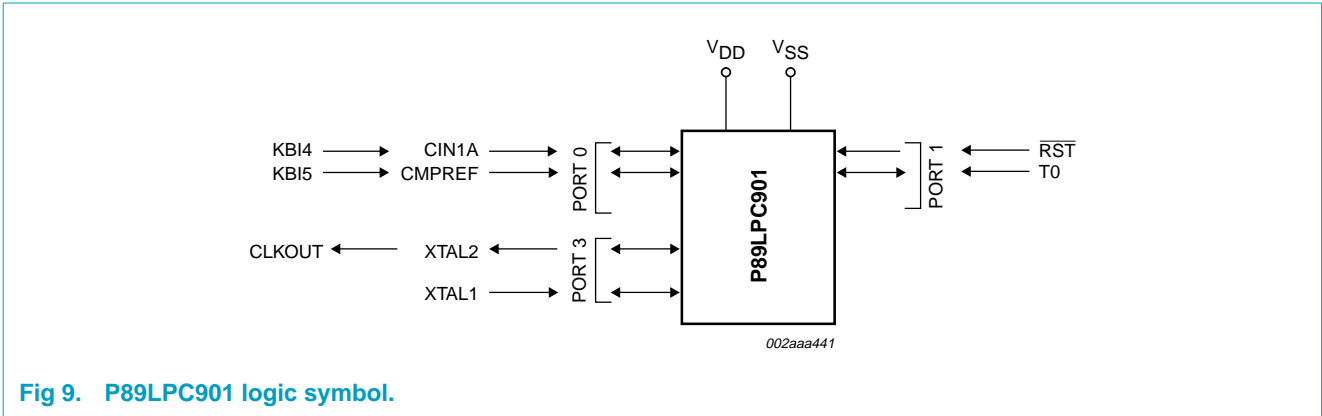 VDD VSS
KBI4 CIN1A RST
KBI5 CMPREF T0
PORT 0
PORT 1
P89LPC901
CLKOUT XTAL2
XTAL1
PORT 3
002aaa441
Fig 9. P89LPC901 logic symbol.